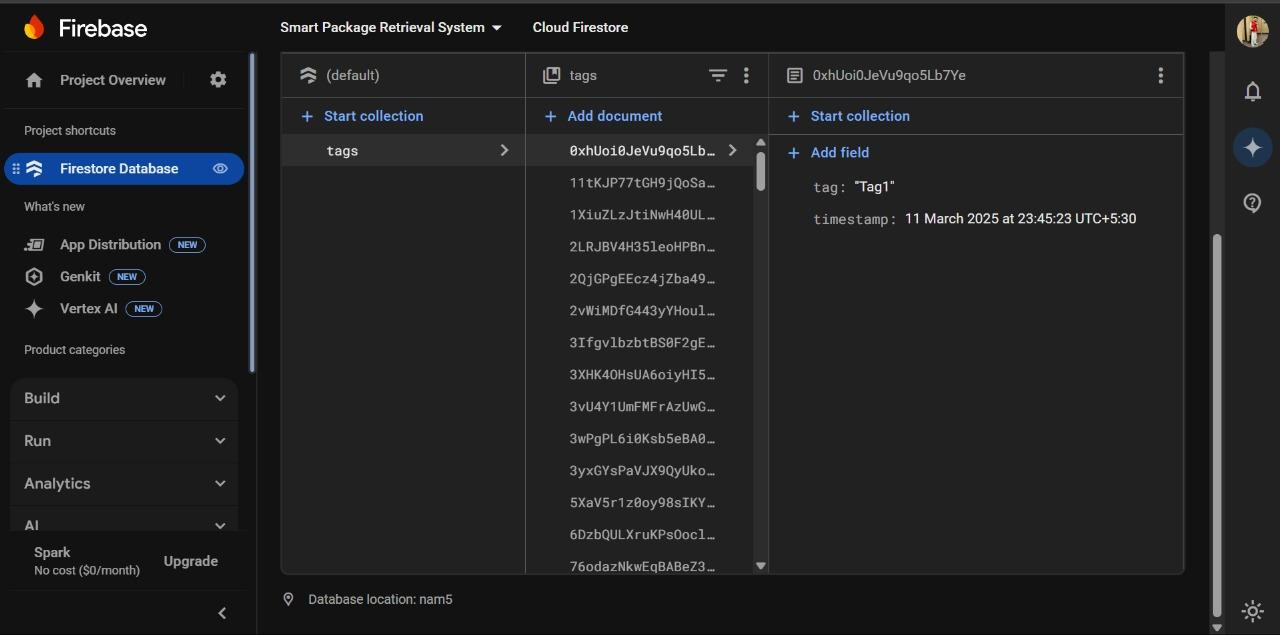 Firebase
Smart Package Retrieval System
Cloud Firestore
Project Overview
Project shortcuts
Firestore Database
What's new
App Distribution NEW
Genkit NEW
Vertex AI NEW
Product categories
Build
Run
Analytics
AI
Spark
No cost ($0/month)
Upgrade
(default)
+ Start collection
tags
tags
+ Add document
0xhUoi0JeVu9qo5Lb…
11tKJP77tGH9jQoSa…
1XiuZLzJtiNwH40UL…
2LRJBV4H35leoHPBn…
2QjGPgEEcz4jZba49…
2vWiMDfG443yYHoul…
3IfgvlbzbtBS0F2gE…
3XHK4OHsUA6oiyHI5…
3vU4Y1UmFMFrAzUwG…
3wPgPL6i0Ksb5eBA0…
3yxGYsPaVJX9QyUko…
5XaV5r1z0oy98sIKY…
6DzbQULXruKPsOocl…
76odazNkwEqBABeZ3…
0xhUoi0JeVu9qo5Lb7Ye
+ Start collection
+ Add field
tag: "Tag1"
timestamp: 11 March 2025 at 23:45:23 UTC+5:30
Database location: nam5